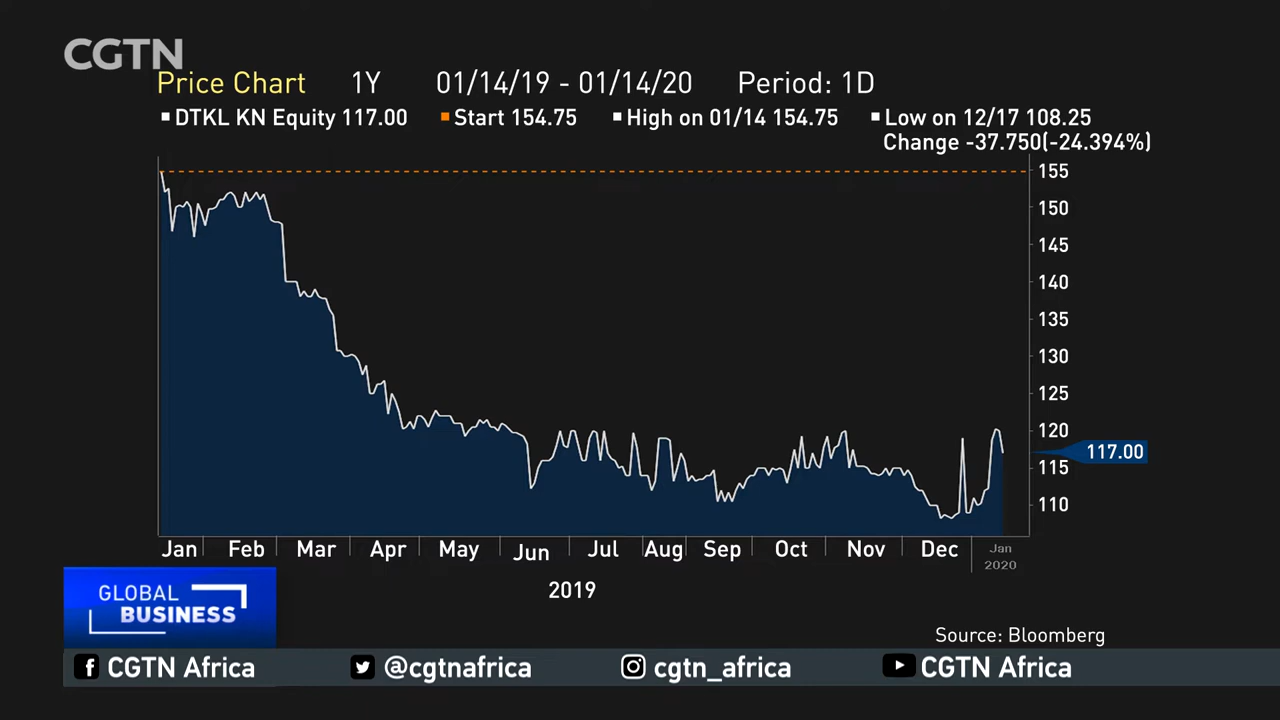 CGTN
Price Chart 1Y 01/14/19 - 01/14/20 Period: 1D
DTKL KN Equity 117.00 Start 154.75 High on 01/14 154.75 Low on 12/17 108.25
Change -37.750(-24.394%)
155
150
145
140
135
130
125
120
117.00
115
110
Jan Feb Mar Apr May Jun Jul Aug Sep Oct Nov Dec Jan
2020
2019
GLOBAL
BUSINESS
Source: Bloomberg
CGTN Africa @cgtnafrica cgtn_africa CGTN Africa